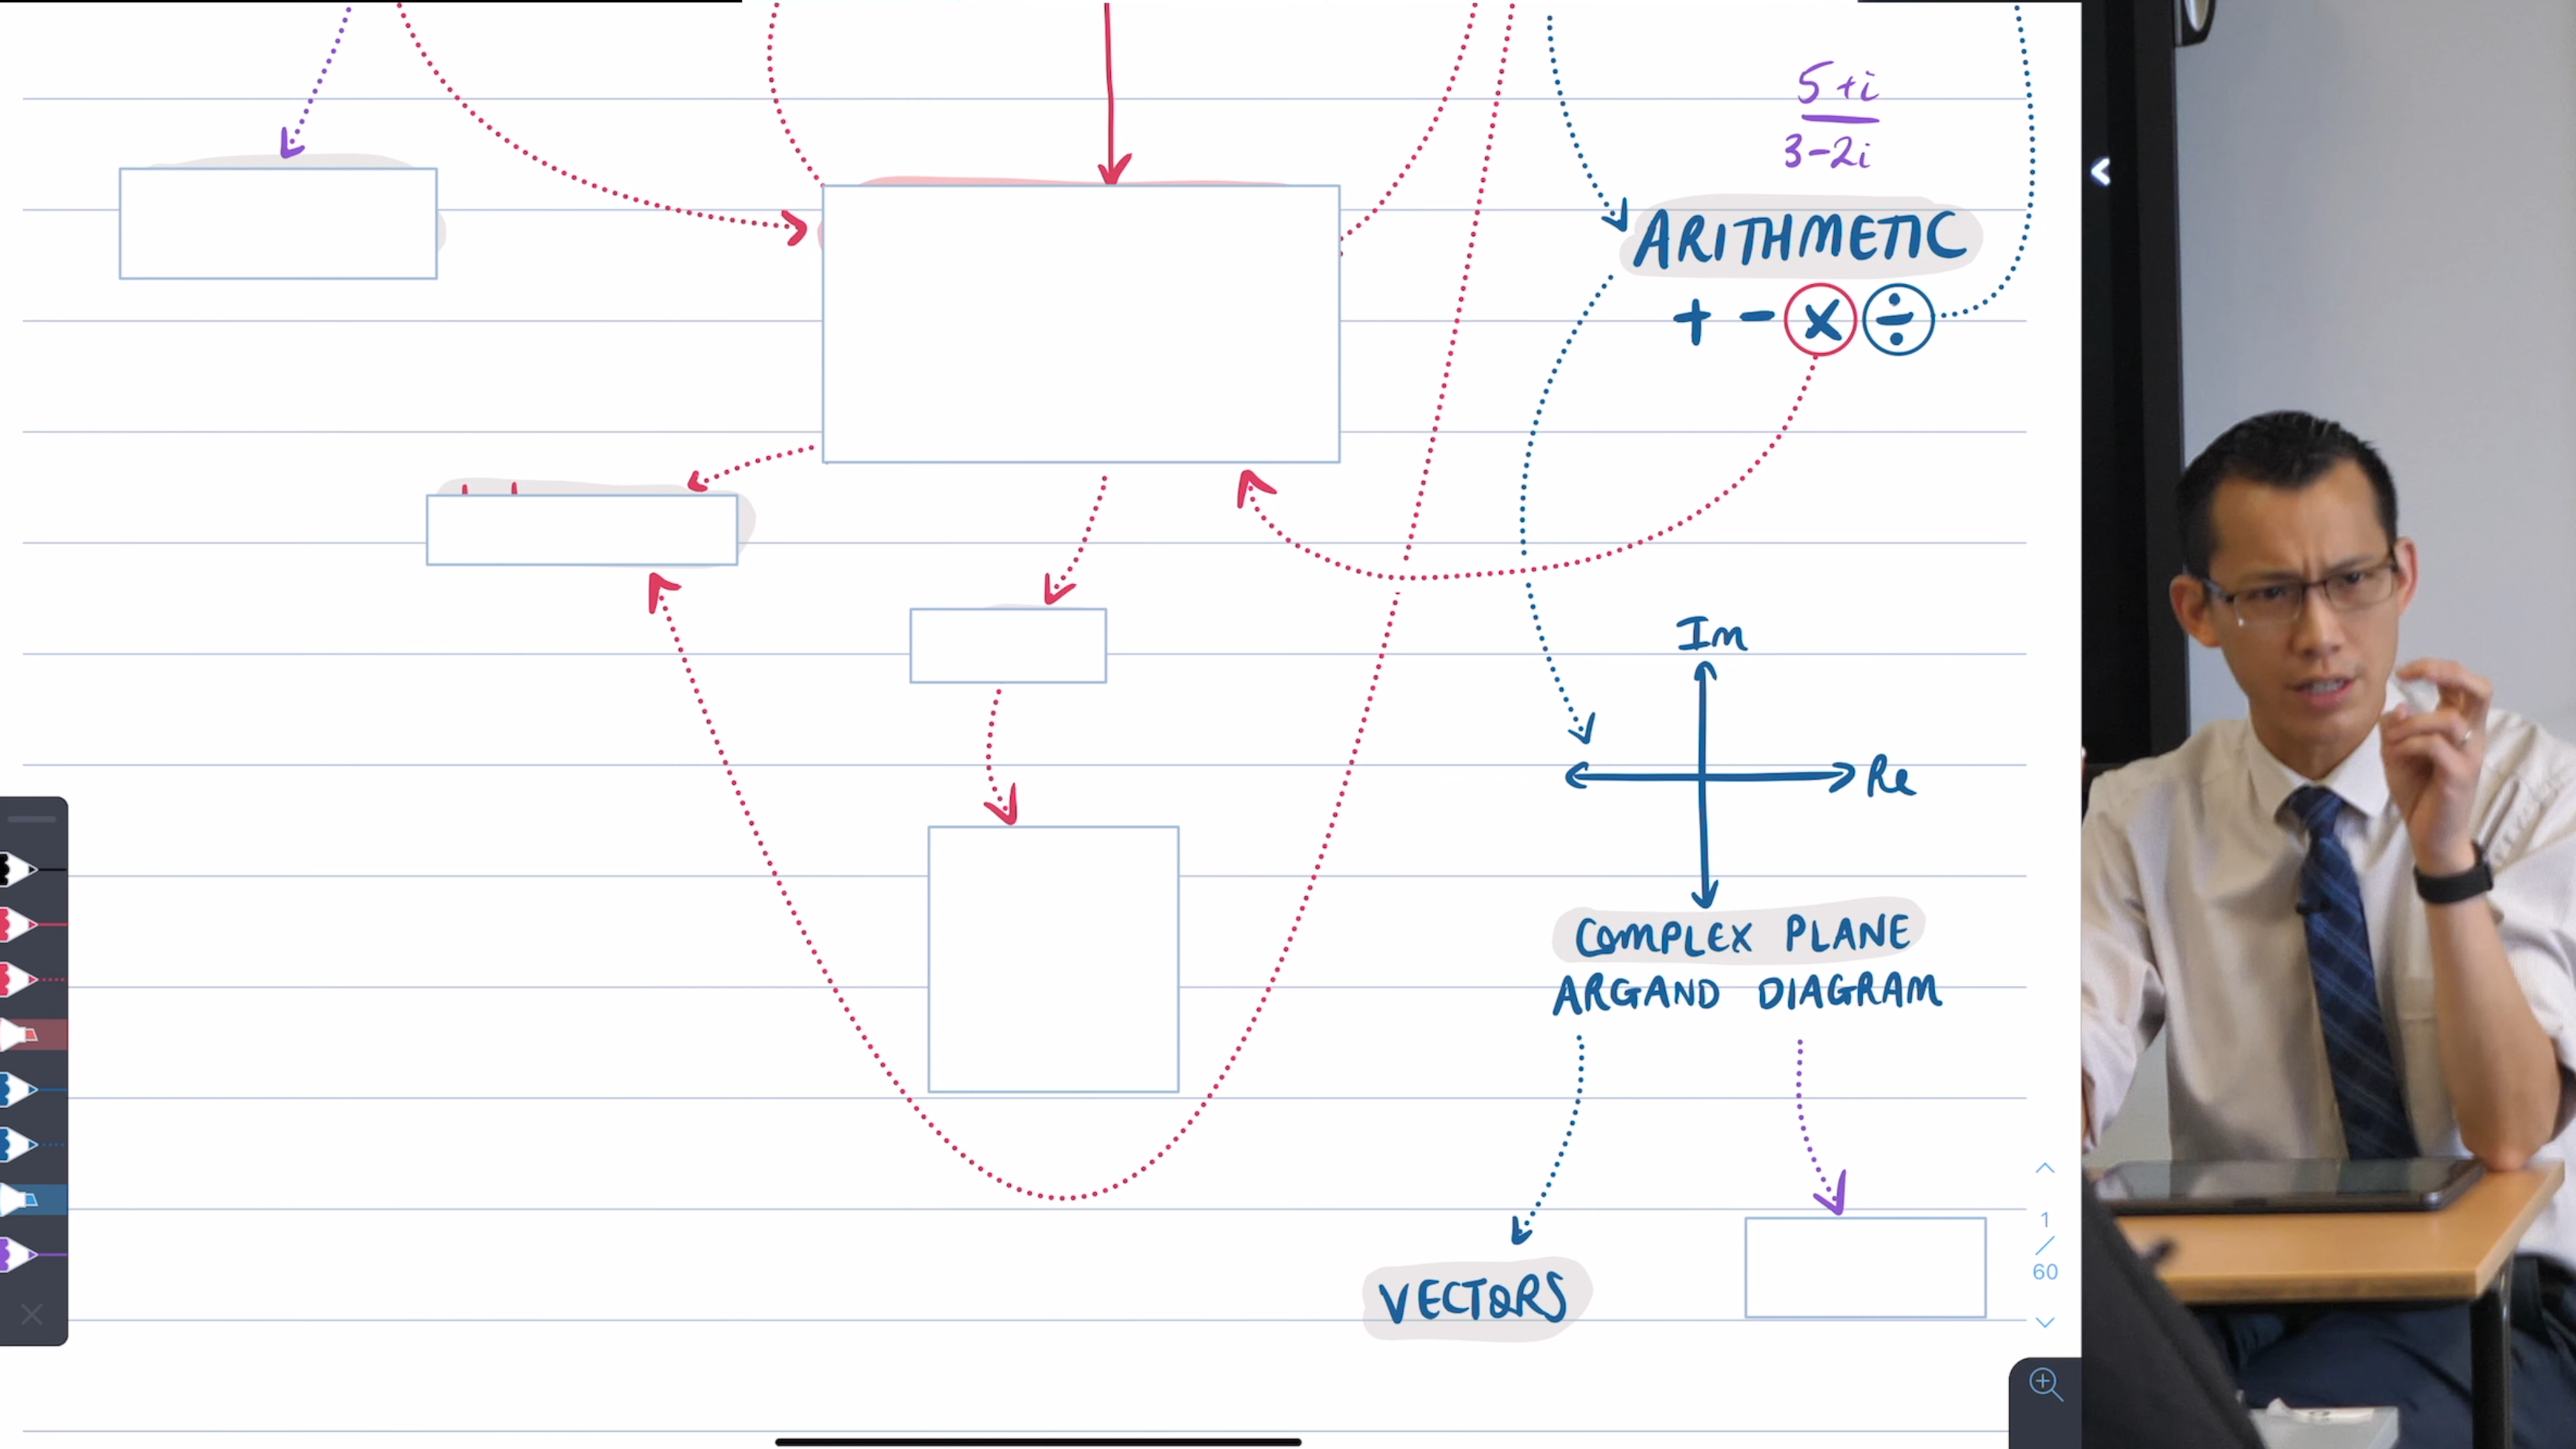 5+i
3-2i
ARITHMETIC
+ - × ÷
Im
Re
COMPLEX PLANE
ARGAND DIAGRAM
VECTORS
1
/
60